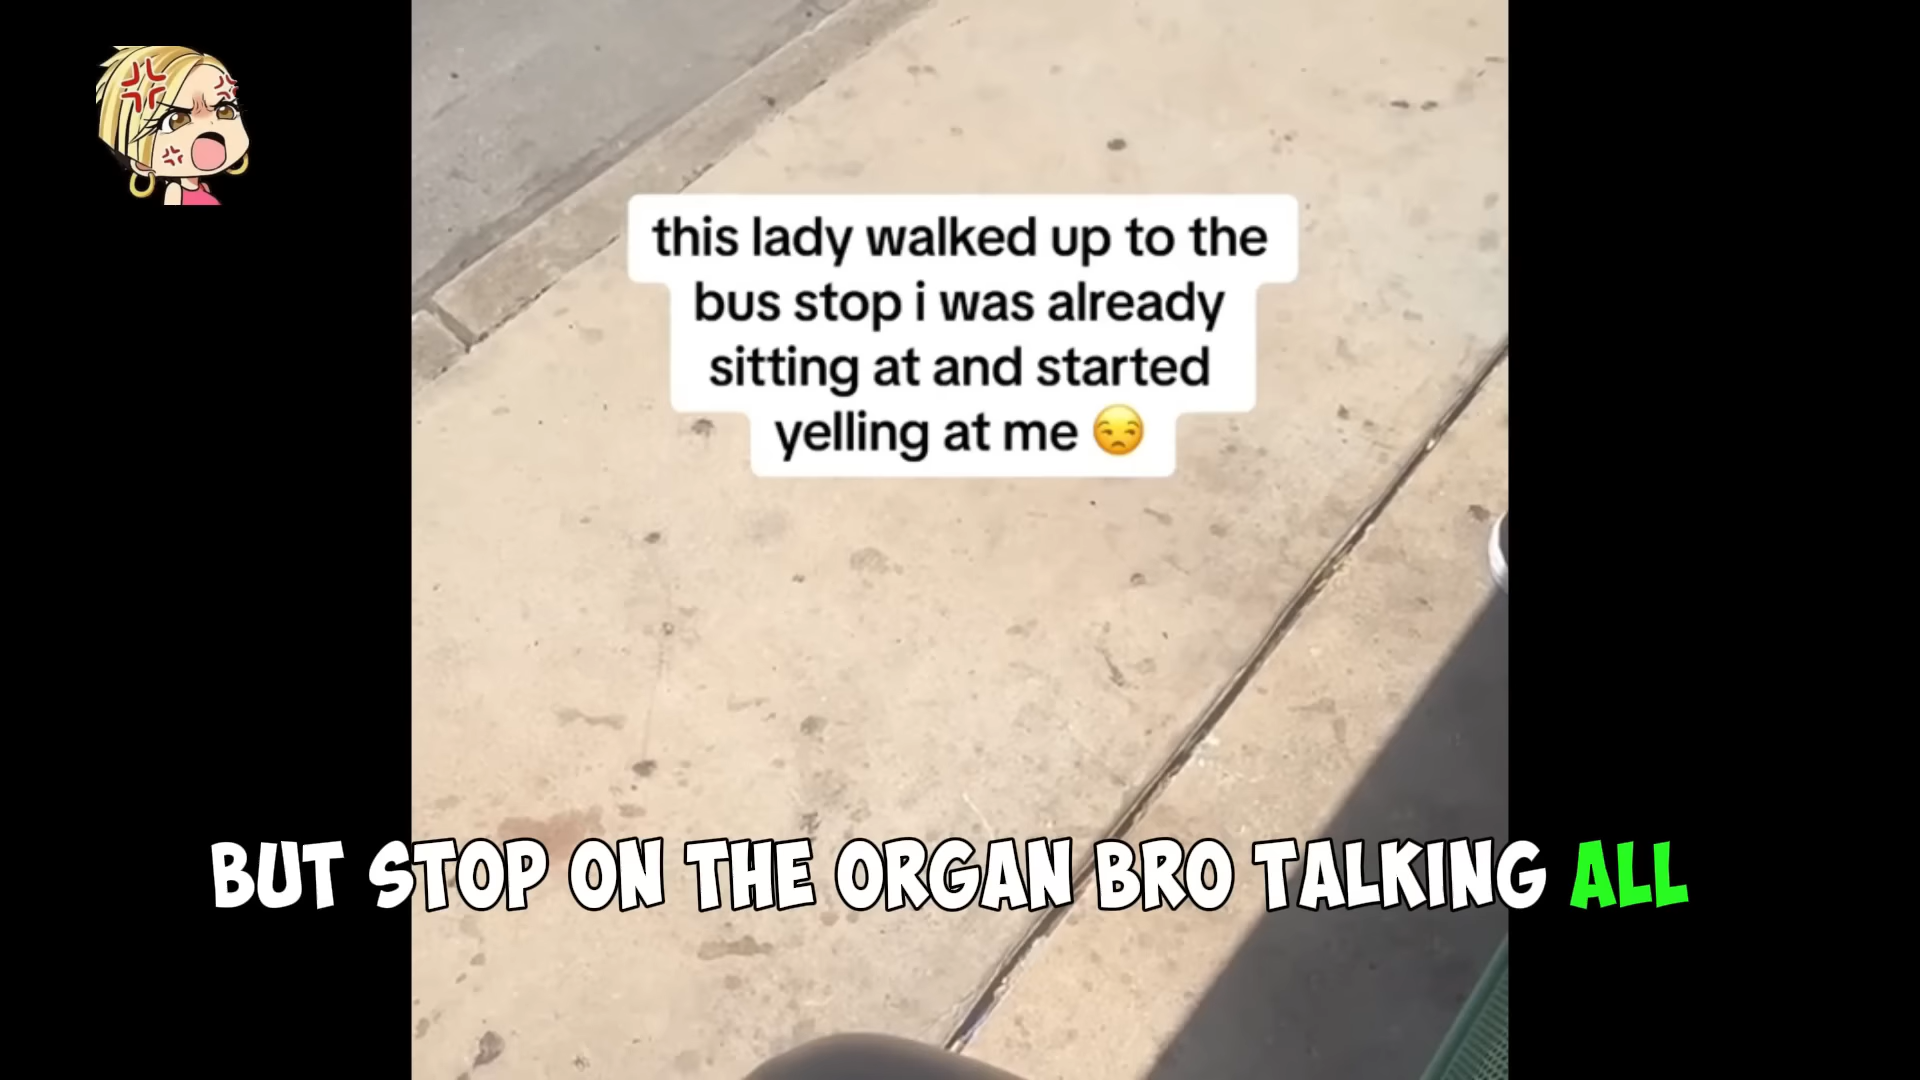 this lady walked up to the
bus stop i was already
sitting at and started
yelling at me 😒
BUT STOP ON THE ORGAN BRO TALKING ALL